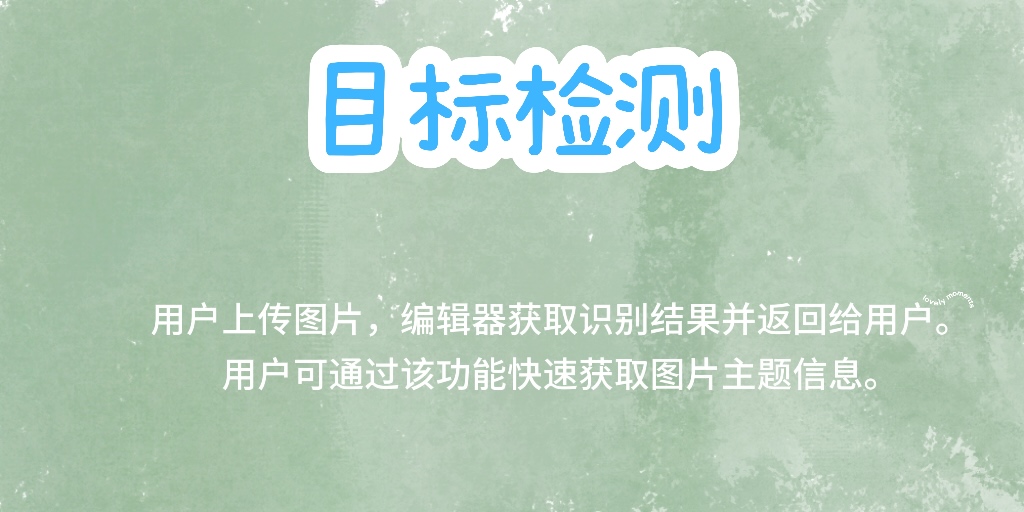 目标检测
lovely moments
用户上传图片，编辑器获取识别结果并返回给用户。
用户可通过该功能快速获取图片主题信息。